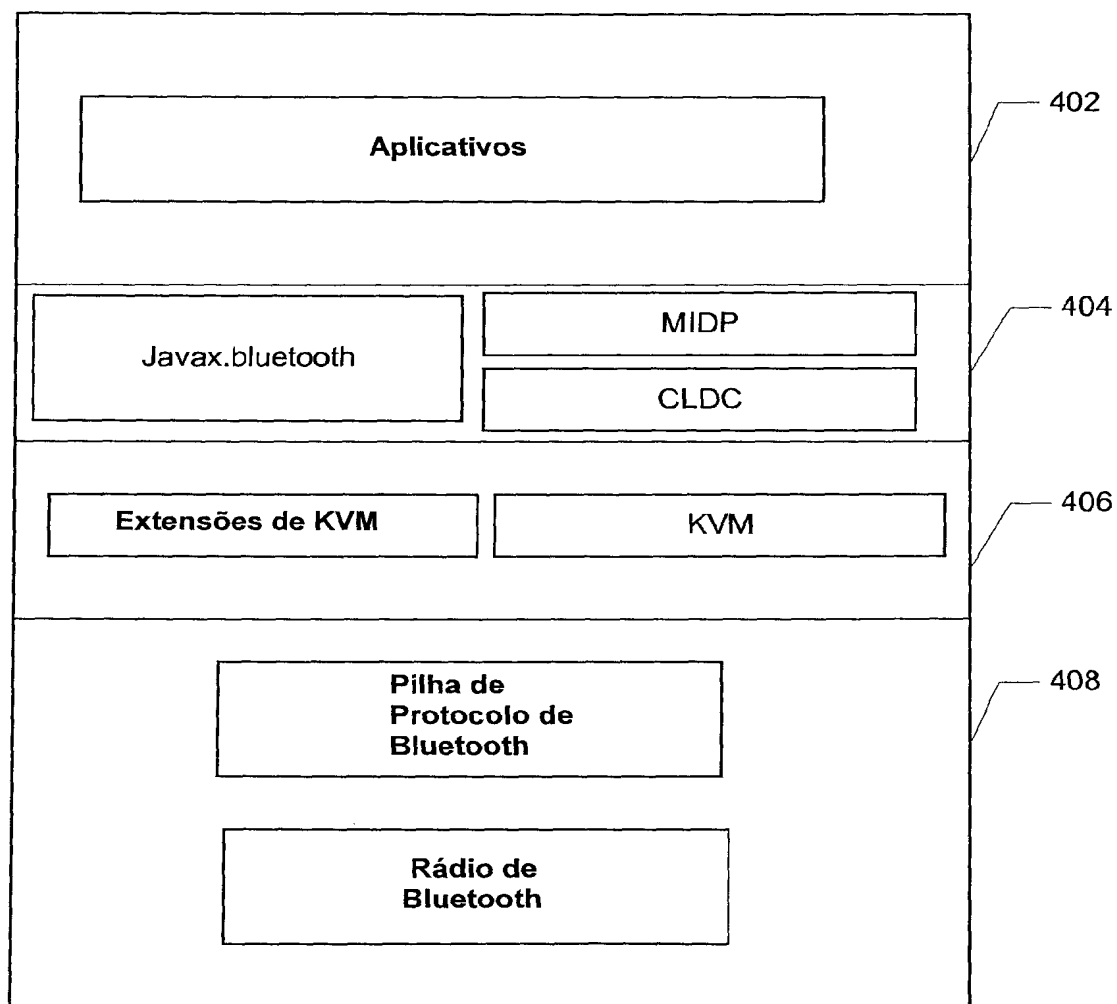 Aplicativos
402
Javax.bluetooth
MIDP
CLDC
404
Extensões de KVM
KVM
406
Pilha de
Protocolo de
Bluetooth
408
Rádio de
Bluetooth